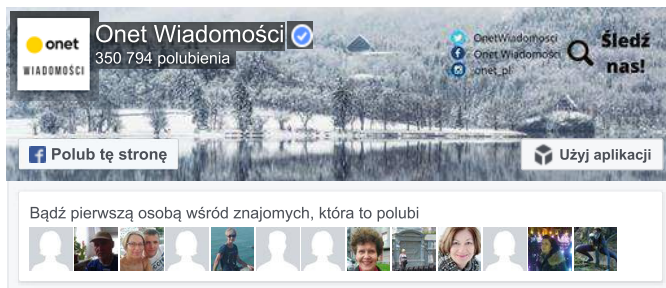 onet
WIADOMOŚCI
Onet Wiadomości
350 794 polubienia
OnetWiadomosci
Onet Wiadomości
onet_pl
Śledź
nas!
Polub tę stronę
Użyj aplikacji
Bądź pierwszą osobą wśród znajomych, która to polubi